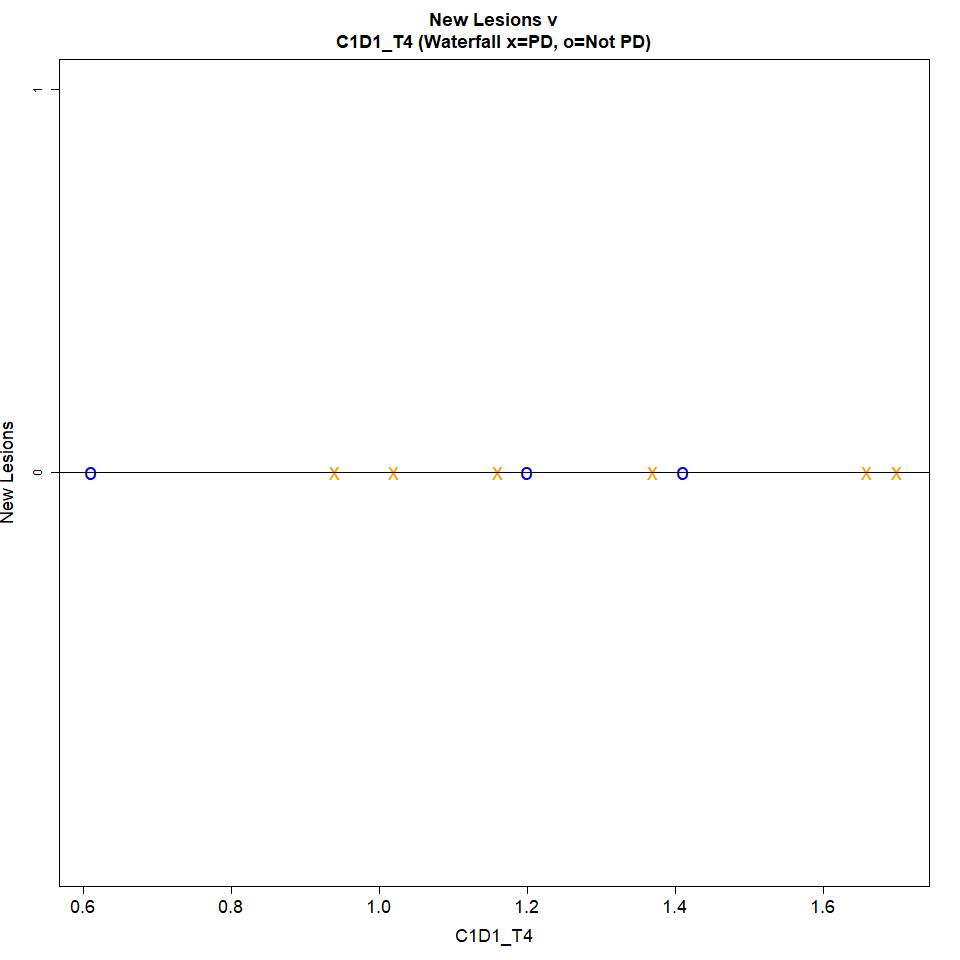 New Lesions v
C1D1_T4 (Waterfall x=PD, o=Not PD)
1
New Lesions
0
o x x x o x o x x
0.6 0.8 1.0 1.2 1.4 1.6
C1D1_T4